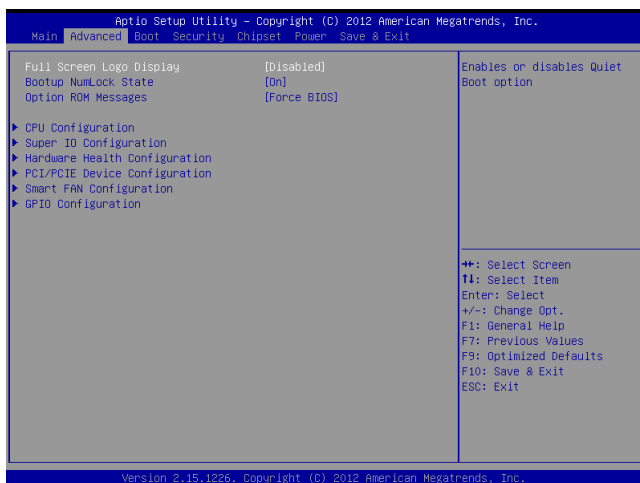 Aptio Setup Utility – Copyright (C) 2012 American Megatrends, Inc.
Main Advanced Boot Security Chipset Power Save & Exit
Full Screen Logo Display [Disabled]
Bootup NumLock State [On]
Option ROM Messages [Force BIOS]
▶ CPU Configuration
▶ Super IO Configuration
▶ Hardware Health Configuration
▶ PCI/PCIE Device Configuration
▶ Smart FAN Configuration
▶ GPIO Configuration
Enables or disables Quiet
Boot option
→←: Select Screen
↑↓: Select Item
Enter: Select
+/-: Change Opt.
F1: General Help
F7: Previous Values
F9: Optimized Defaults
F10: Save & Exit
ESC: Exit
Version 2.15.1226. Copyright (C) 2012 American Megatrends, Inc.